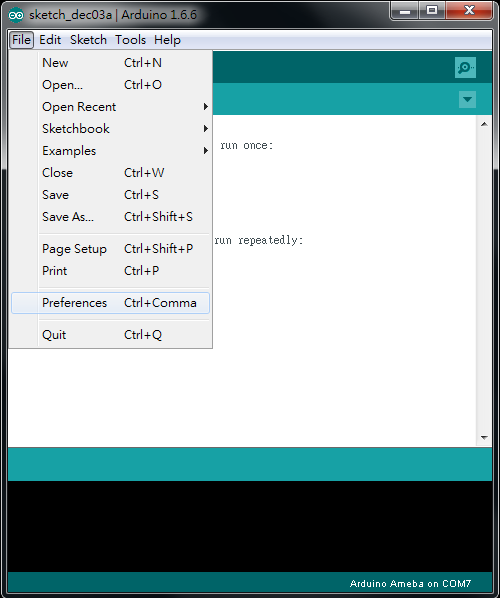 sketch_dec03a | Arduino 1.6.6
File Edit Sketch Tools Help
New Ctrl+N
Open... Ctrl+O
Open Recent
Sketchbook
Examples
Close Ctrl+W
Save Ctrl+S
Save As... Ctrl+Shift+S
Page Setup Ctrl+Shift+P
Print Ctrl+P
Preferences Ctrl+Comma
Quit Ctrl+Q
run once:
run repeatedly:
Arduino Ameba on COM7